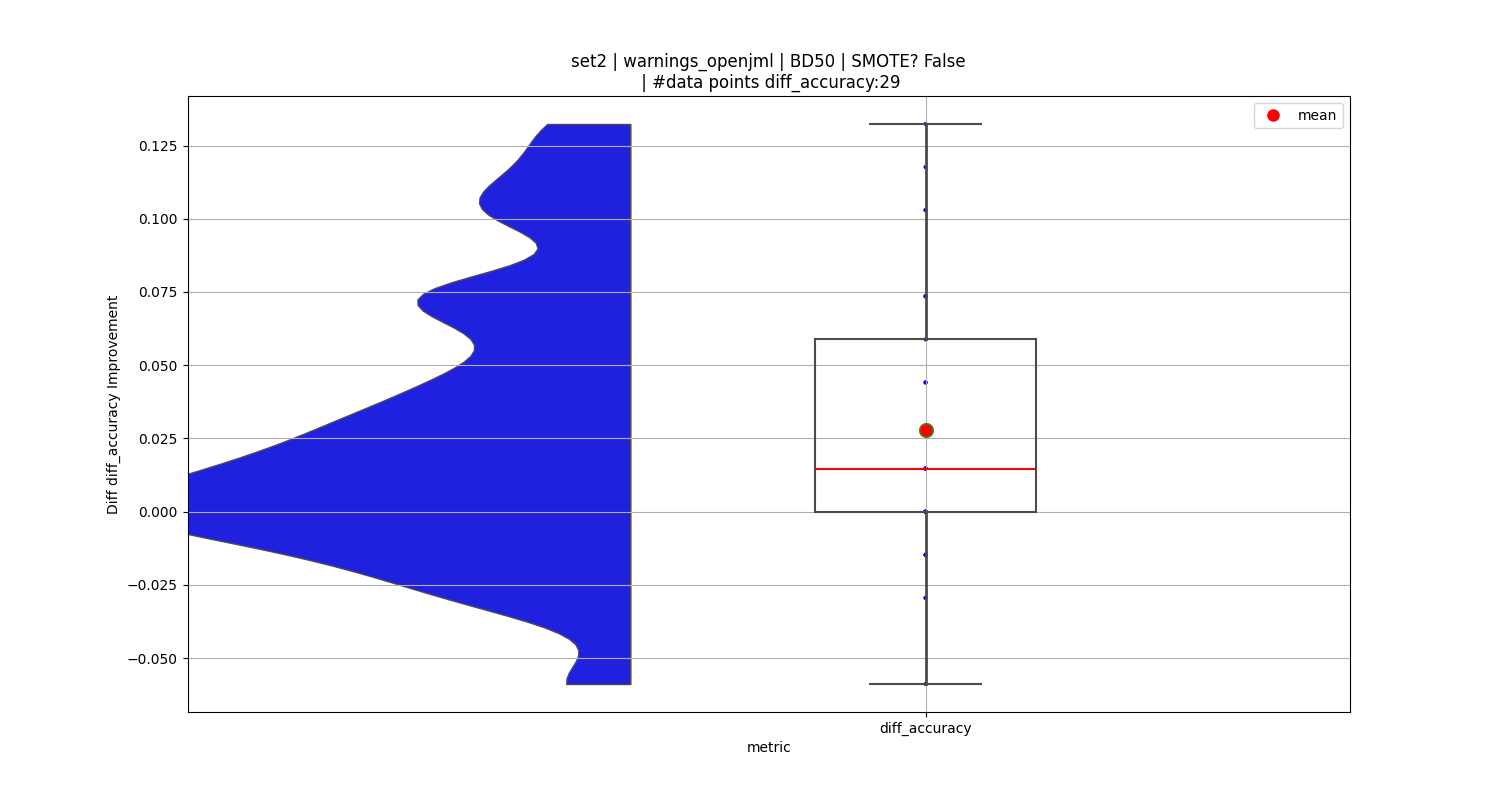 set2 | warnings_openjml | BD50 | SMOTE? False
| #data points diff_accuracy:29
mean
0.125
0.100
0.075
0.050
0.025
0.000
−0.025
−0.050
Diff diff_accuracy Improvement
diff_accuracy
metric